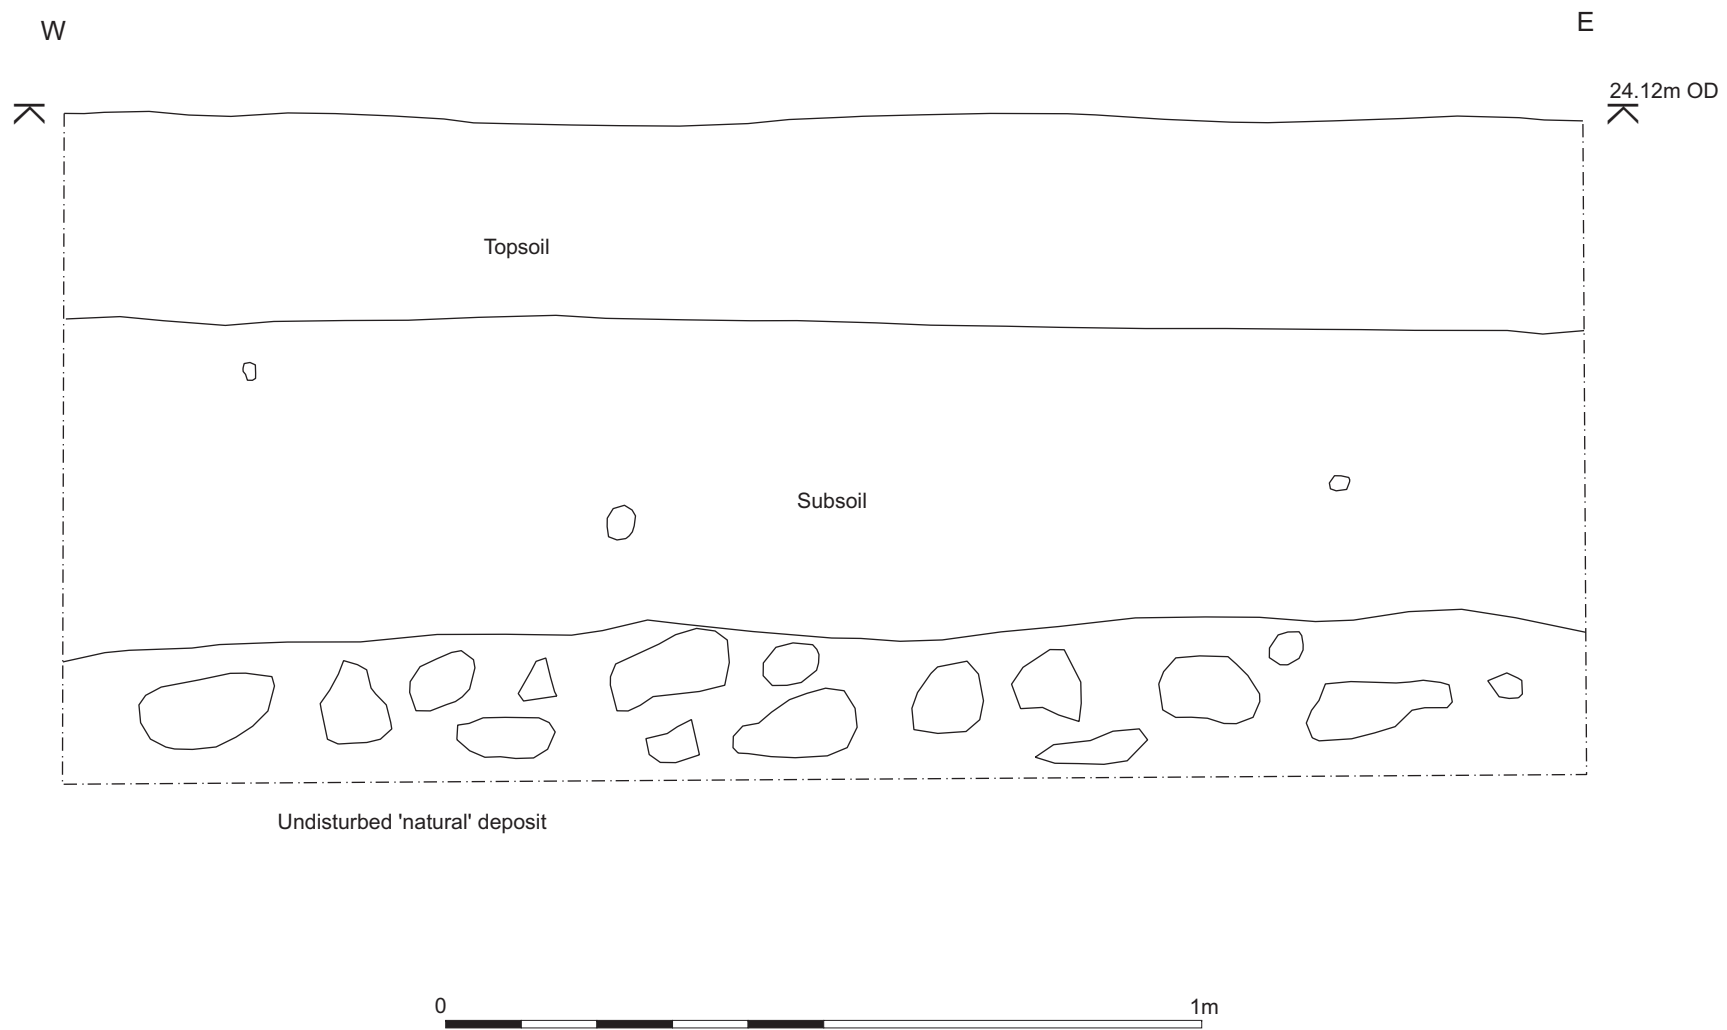 W
E
24.12m OD
Topsoil
Subsoil
Undisturbed 'natural' deposit
0
1m